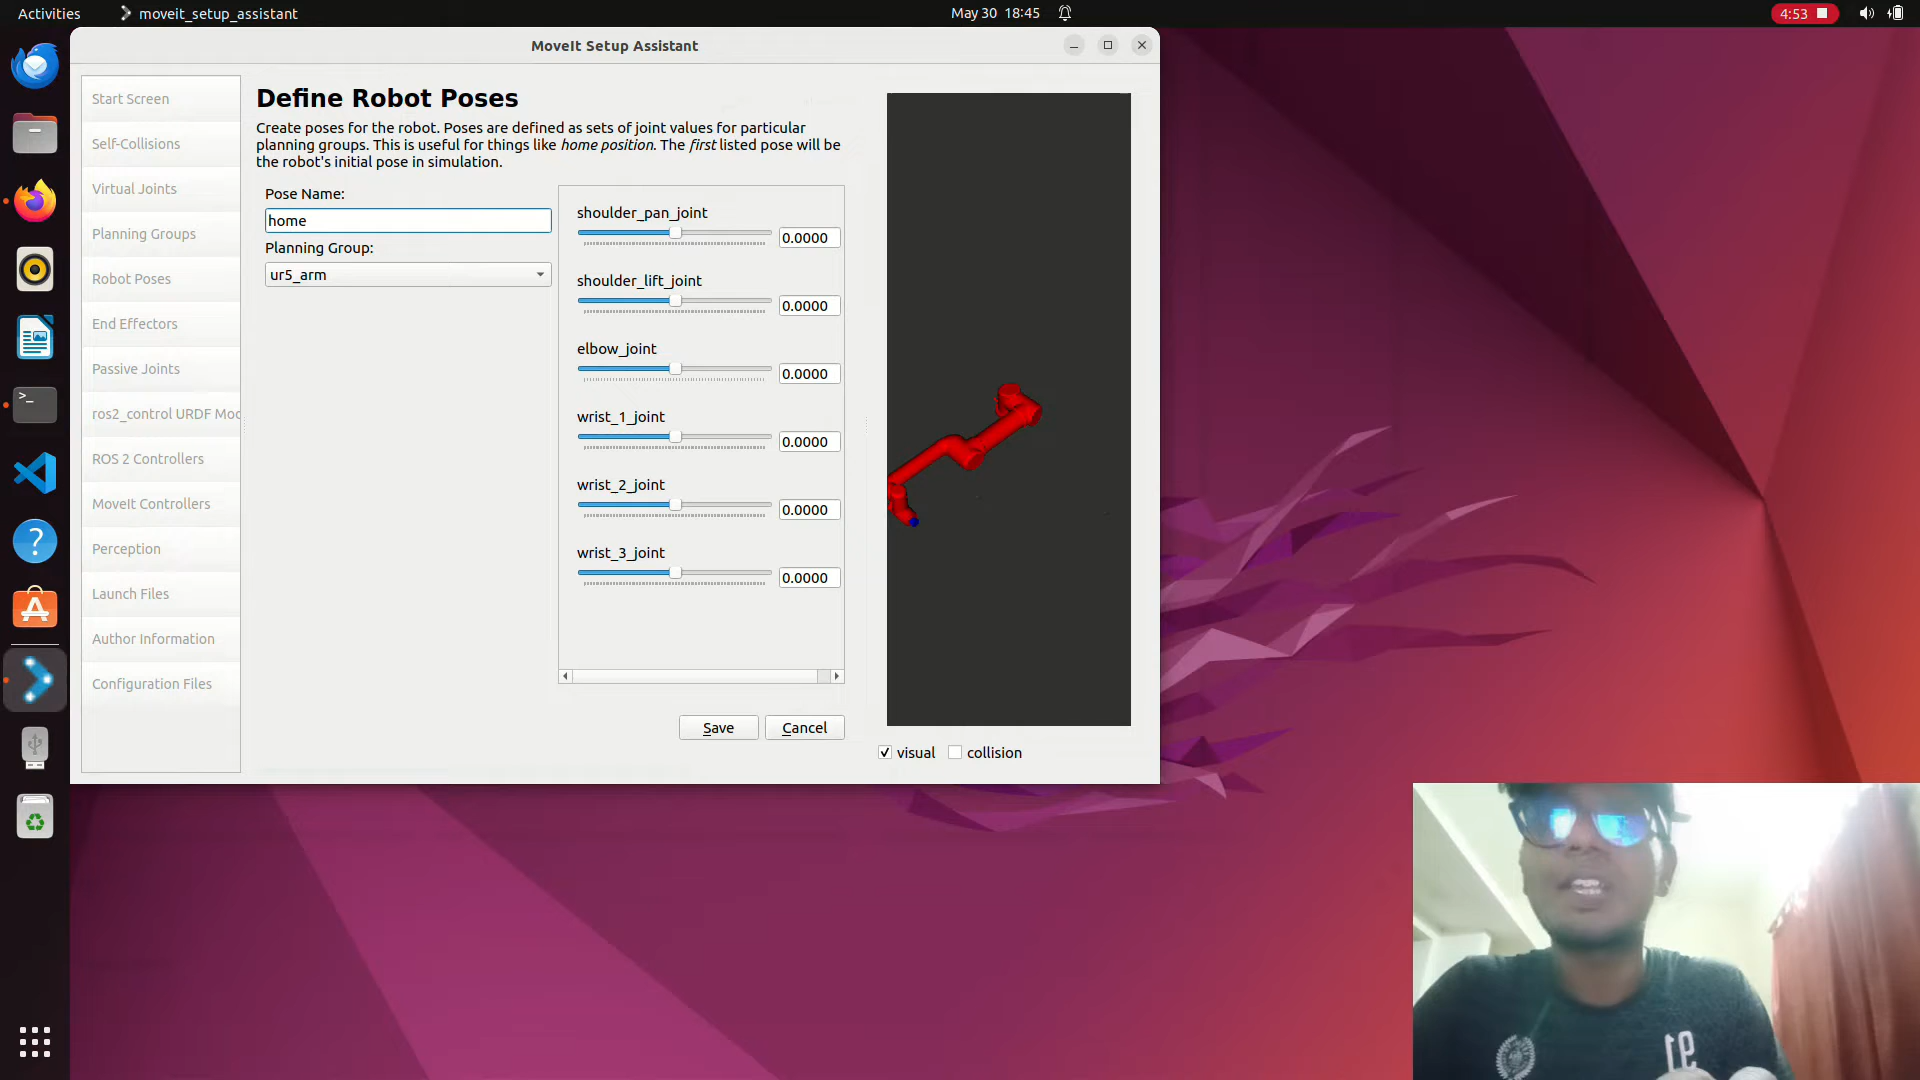 Activities
moveit_setup_assistant
May 30 18:45
4:53
MoveIt Setup Assistant
Start Screen
Self-Collisions
Virtual Joints
Planning Groups
Robot Poses
End Effectors
Passive Joints
ros2_control URDF Moc
ROS 2 Controllers
MoveIt Controllers
Perception
Launch Files
Author Information
Configuration Files
Define Robot Poses
Create poses for the robot. Poses are defined as sets of joint values for particular
planning groups. This is useful for things like home position. The first listed pose will be
the robot's initial pose in simulation.
Pose Name:
home
Planning Group:
ur5_arm
shoulder_pan_joint
0.0000
shoulder_lift_joint
0.0000
elbow_joint
0.0000
wrist_1_joint
0.0000
wrist_2_joint
0.0000
wrist_3_joint
0.0000
Save
Cancel
visual
collision